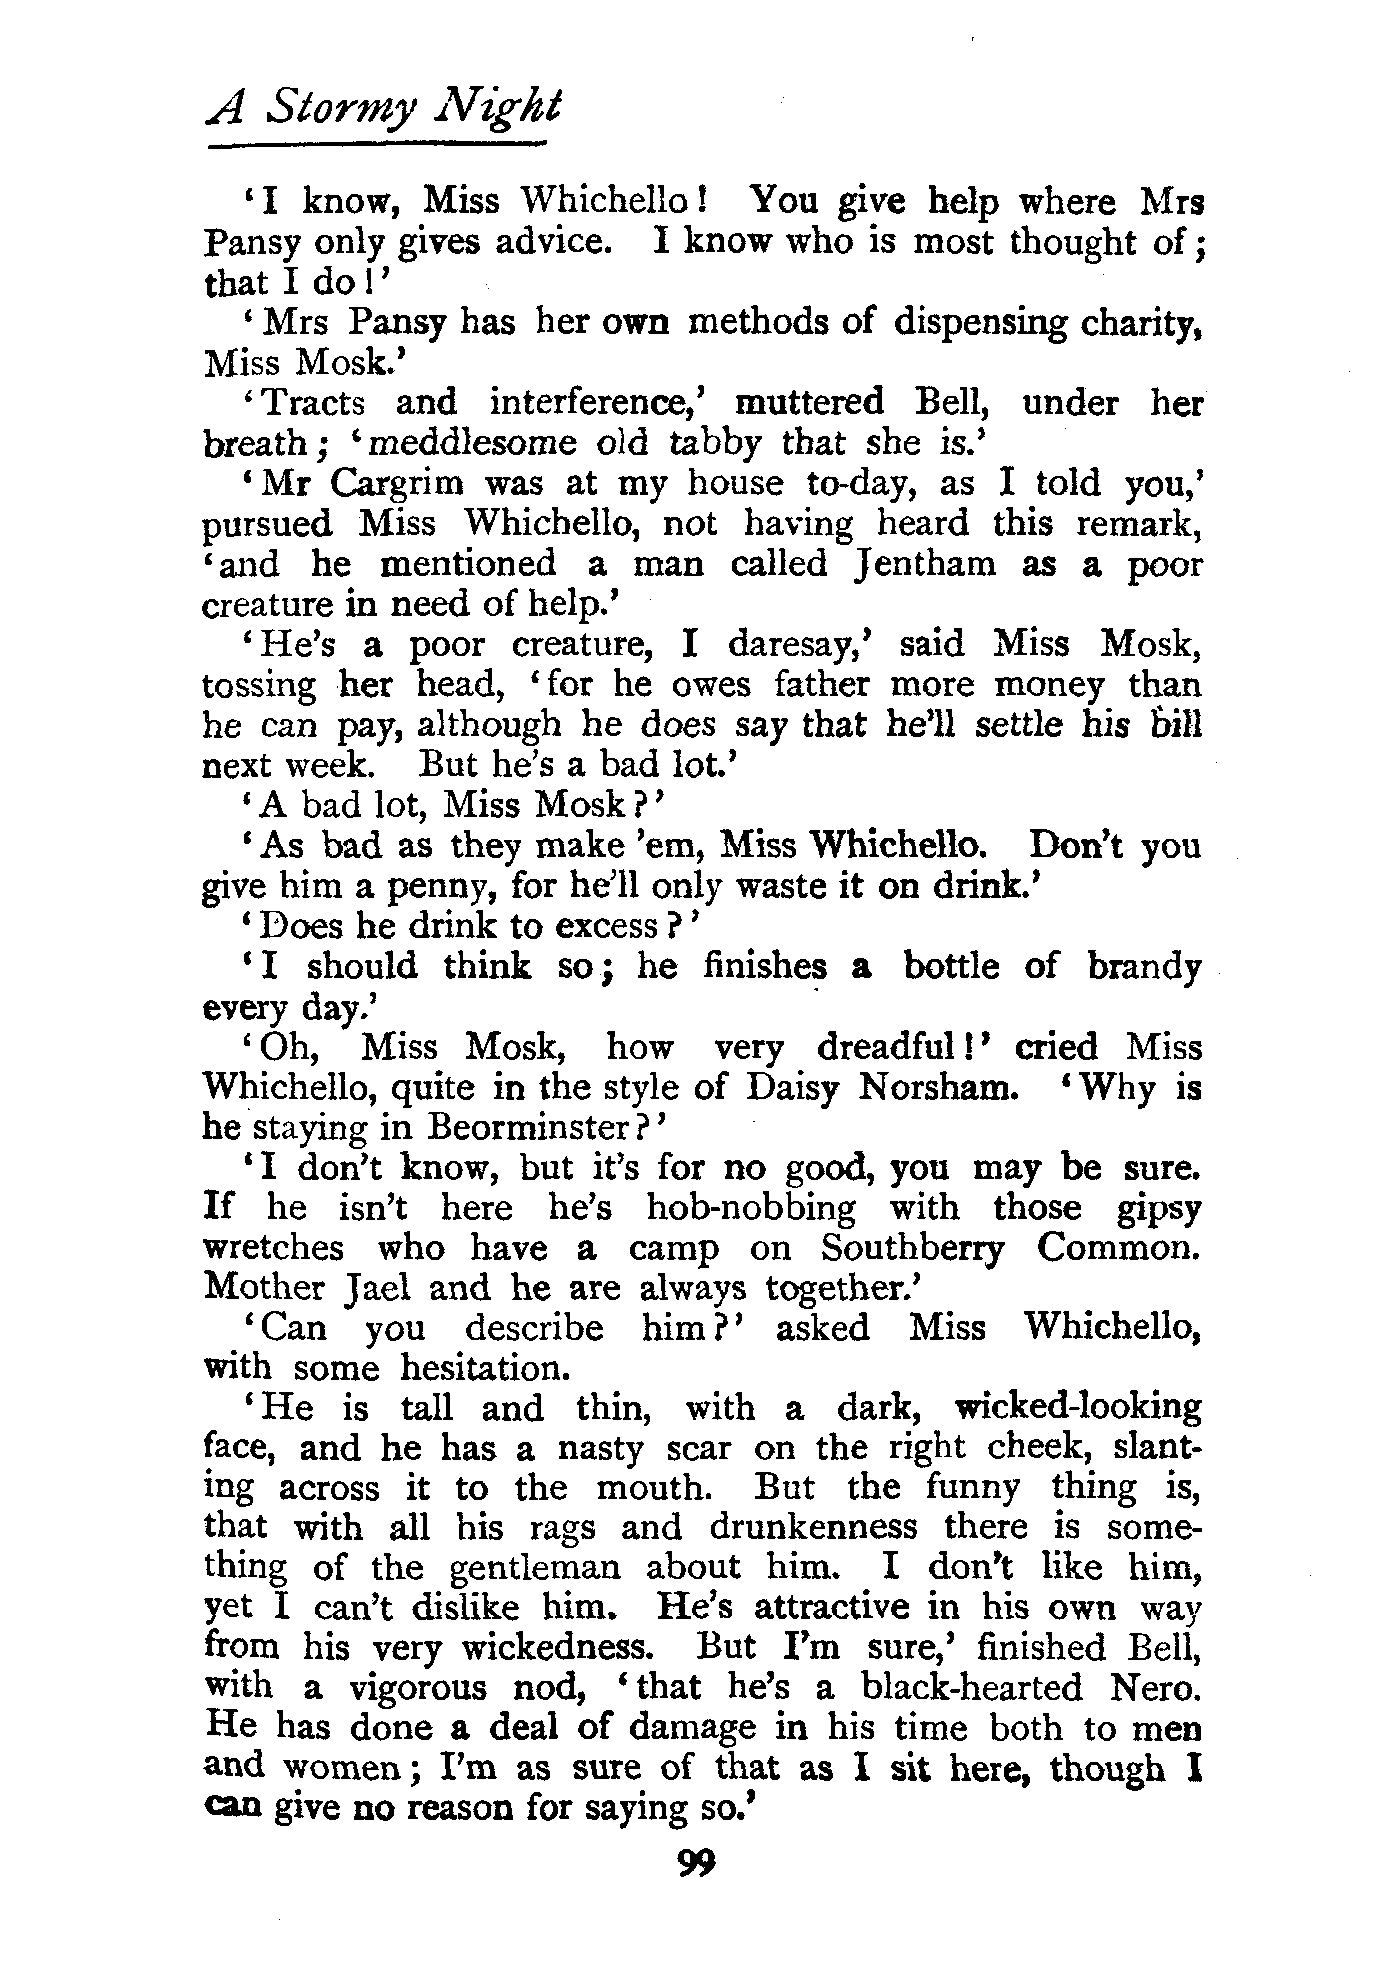 A Stormy Night
‘I know, Miss Whichello! You give help where Mrs
Pansy only gives advice. I know who is most thought of;
that I do!’
‘Mrs Pansy has her own methods of dispensing charity,
Miss Mosk.’
‘Tracts and interference,’ muttered Bell, under her
breath; ‘meddlesome old tabby that she is.’
‘Mr Cargrim was at my house to-day, as I told you,’
pursued Miss Whichello, not having heard this remark,
‘and he mentioned a man called Jentham as a poor
creature in need of help.’
‘He’s a poor creature, I daresay,’ said Miss Mosk,
tossing her head, ‘for he owes father more money than
he can pay, although he does say that he’ll settle his bill
next week. But he’s a bad lot.’
‘A bad lot, Miss Mosk?’
‘As bad as they make ’em, Miss Whichello. Don’t you
give him a penny, for he’ll only waste it on drink.’
‘Does he drink to excess?’
‘I should think so; he finishes a bottle of brandy
every day.’
‘Oh, Miss Mosk, how very dreadful!’ cried Miss
Whichello, quite in the style of Daisy Norsham. ‘Why is
he staying in Beorminster?’
‘I don’t know, but it’s for no good, you may be sure.
If he isn’t here he’s hob-nobbing with those gipsy
wretches who have a camp on Southberry Common.
Mother Jael and he are always together.’
‘Can you describe him?’ asked Miss Whichello,
with some hesitation.
‘He is tall and thin, with a dark, wicked-looking
face, and he has a nasty scar on the right cheek, slant-
ing across it to the mouth. But the funny thing is,
that with all his rags and drunkenness there is some-
thing of the gentleman about him. I don’t like him,
yet I can’t dislike him. He’s attractive in his own way
from his very wickedness. But I’m sure,’ finished Bell,
with a vigorous nod, ‘that he’s a black-hearted Nero.
He has done a deal of damage in his time both to men
and women; I’m as sure of that as I sit here, though I
can give no reason for saying so.’
99